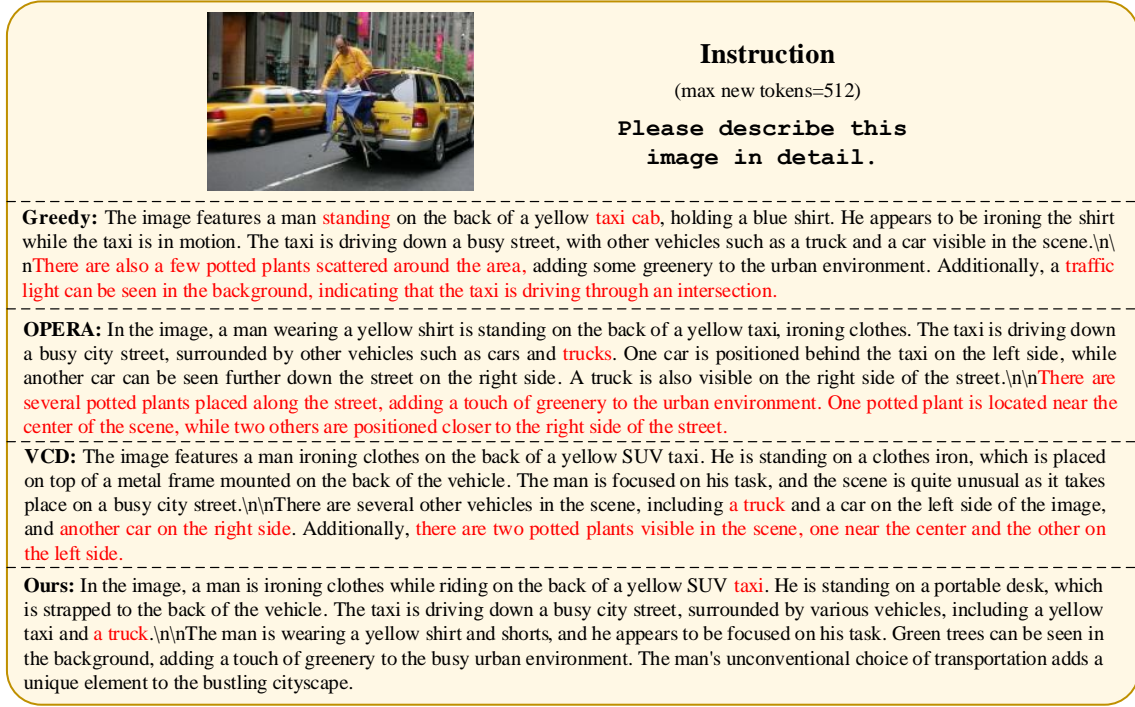 Instruction
(max new tokens=512)
Please describe this
image in detail.
Greedy: The image features a man standing on the back of a yellow taxi cab, holding a blue shirt. He appears to be ironing the shirt
while the taxi is in motion. The taxi is driving down a busy street, with other vehicles such as a truck and a car visible in the scene.\n\
nThere are also a few potted plants scattered around the area, adding some greenery to the urban environment. Additionally, a traffic
light can be seen in the background, indicating that the taxi is driving through an intersection.
OPERA: In the image, a man wearing a yellow shirt is standing on the back of a yellow taxi, ironing clothes. The taxi is driving down
a busy city street, surrounded by other vehicles such as cars and trucks. One car is positioned behind the taxi on the left side, while
another car can be seen further down the street on the right side. A truck is also visible on the right side of the street.\n\nThere are
several potted plants placed along the street, adding a touch of greenery to the urban environment. One potted plant is located near the
center of the scene, while two others are positioned closer to the right side of the street.
VCD: The image features a man ironing clothes on the back of a yellow SUV taxi. He is standing on a clothes iron, which is placed
on top of a metal frame mounted on the back of the vehicle. The man is focused on his task, and the scene is quite unusual as it takes
place on a busy city street.\n\nThere are several other vehicles in the scene, including a truck and a car on the left side of the image,
and another car on the right side. Additionally, there are two potted plants visible in the scene, one near the center and the other on
the left side.
Ours: In the image, a man is ironing clothes while riding on the back of a yellow SUV taxi. He is standing on a portable desk, which
is strapped to the back of the vehicle. The taxi is driving down a busy city street, surrounded by various vehicles, including a yellow
taxi and a truck.\n\nThe man is wearing a yellow shirt and shorts, and he appears to be focused on his task. Green trees can be seen in
the background, adding a touch of greenery to the busy urban environment. The man's unconventional choice of transportation adds a
unique element to the bustling cityscape.